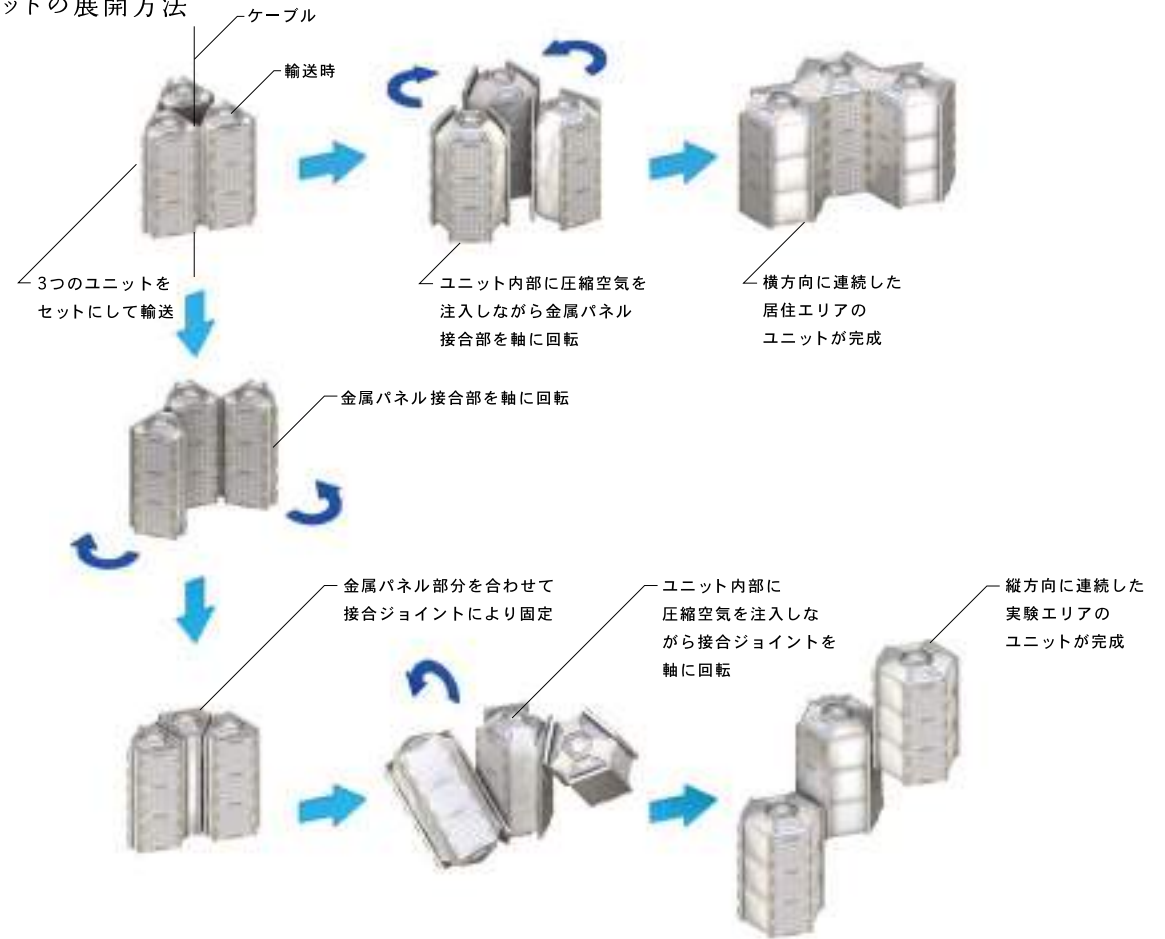 ットの展開方法
ケーブル
輸送時
3つのユニットを
セットにして輸送
ユニット内部に圧縮空気を
注入しながら金属パネル
接合部を軸に回転
横方向に連続した
居住エリアの
ユニットが完成
金属パネル接合部を軸に回転
金属パネル部分を合わせて
接合ジョイントにより固定
ユニット内部に
圧縮空気を注入しな
がら接合ジョイントを
軸に回転
縦方向に連続した
実験エリアの
ユニットが完成